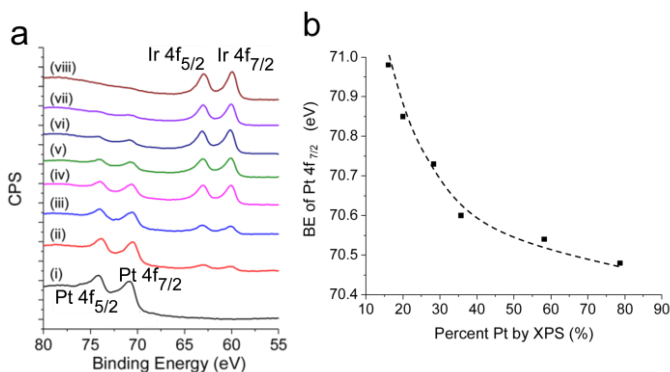 a
Ir 4f5/2 Ir 4f7/2
(viii)
(vii)
(vi)
(v)
(iv)
(iii)
(ii)
(i)
Pt 4f5/2
Pt 4f7/2
CPS
80 75 70 65 60 55
Binding Energy (eV)
b
71.0
70.9
70.8
70.7
70.6
70.5
70.4
BE of Pt 4f 7/2 (eV)
10 20 30 40 50 60 70 80 90
Percent Pt by XPS (%)